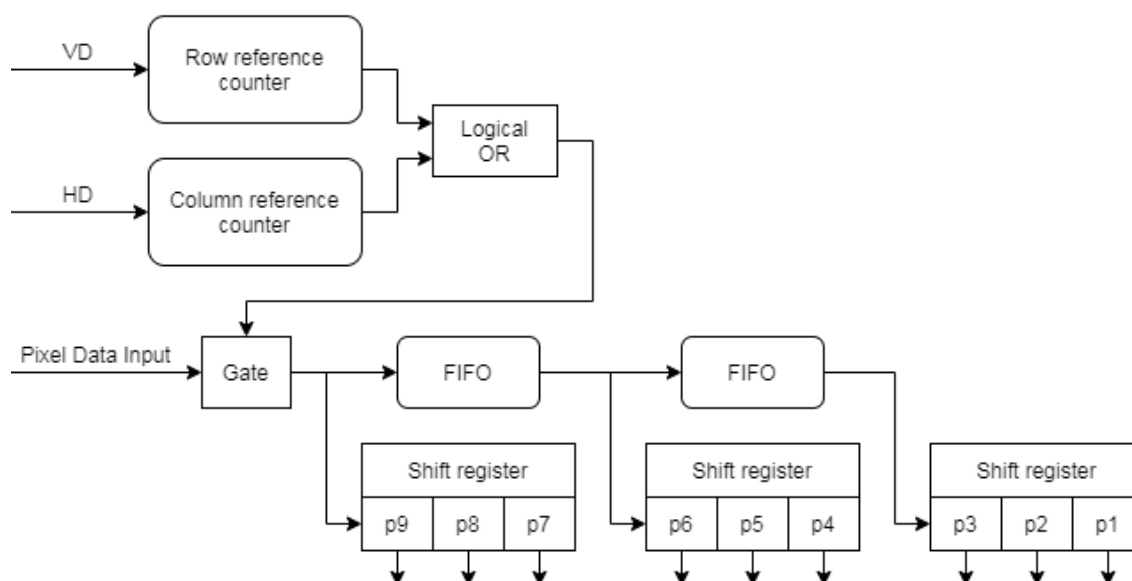 VD
Row reference
counter
Logical
OR
HD
Column reference
counter
Pixel Data Input
Gate
FIFO
FIFO
Shift register
p9 p8 p7
Shift register
p6 p5 p4
Shift register
p3 p2 p1